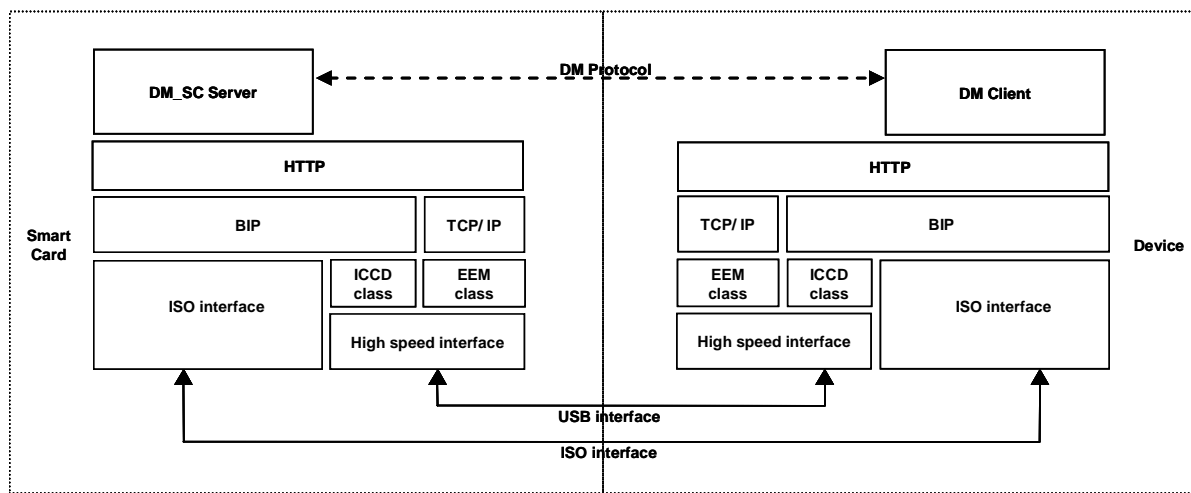 DM Protocol
DM_SC Server
DM Client
HTTP
HTTP
BIP
TCP/ IP
TCP/ IP
BIP
Smart
Card
Device
ISO interface
ICCD
class
EEM
class
High speed interface
EEM
class
ICCD
class
ISO interface
High speed interface
USB interface
ISO interface